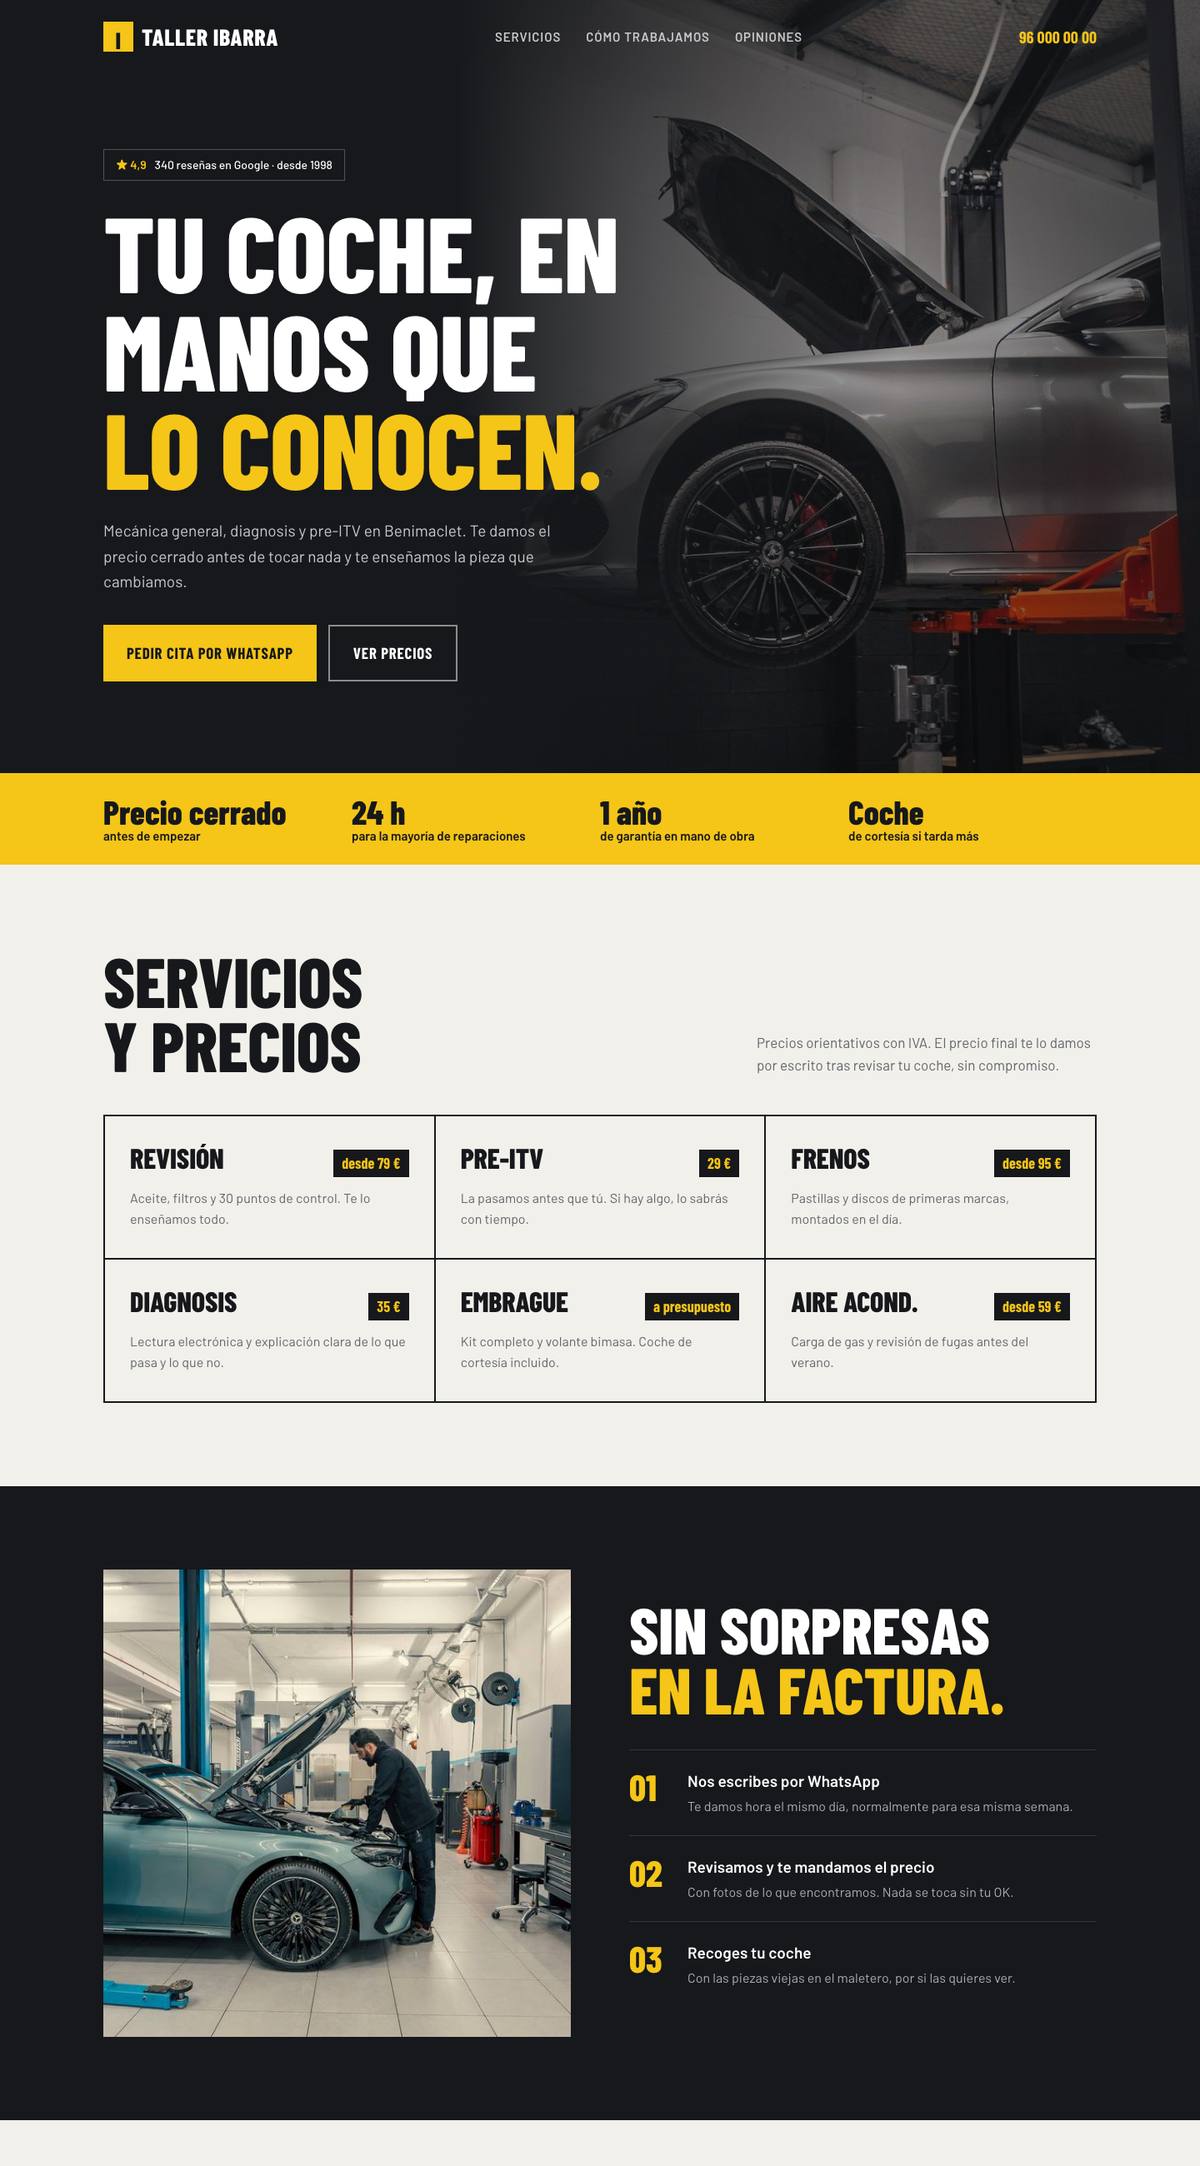 TALLER IBARRA
SERVICIOS
CÓMO TRABAJAMOS
OPINIONES
96 000 00 00
★ 4,9 340 reseñas en Google · desde 1998
TU COCHE, EN
MANOS QUE
LO CONOCEN.
Mecánica general, diagnosis y pre-ITV en Benimaclet. Te damos el
precio cerrado antes de tocar nada y te enseñamos la pieza que
cambiamos.
PEDIR CITA POR WHATSAPP
VER PRECIOS
Precio cerrado
antes de empezar
24 h
para la mayoría de reparaciones
1 año
de garantía en mano de obra
Coche
de cortesía si tarda más
SERVICIOS
Y PRECIOS
Precios orientativos con IVA. El precio final te lo damos
por escrito tras revisar tu coche, sin compromiso.
REVISIÓN
desde 79 €
Aceite, filtros y 30 puntos de control. Te lo
enseñamos todo.
PRE-ITV
29 €
La pasamos antes que tú. Si hay algo, lo sabrás
con tiempo.
FRENOS
desde 95 €
Pastillas y discos de primeras marcas,
montados en el día.
DIAGNOSIS
35 €
Lectura electrónica y explicación clara de lo que
pasa y lo que no.
EMBRAGUE
a presupuesto
Kit completo y volante bimasa. Coche de
cortesía incluido.
AIRE ACOND.
desde 59 €
Carga de gas y revisión de fugas antes del
verano.
SIN SORPRESAS
EN LA FACTURA.
01
Nos escribes por WhatsApp
Te damos hora el mismo día, normalmente para esa misma semana.
02
Revisamos y te mandamos el precio
Con fotos de lo que encontramos. Nada se toca sin tu OK.
03
Recoges tu coche
Con las piezas viejas en el maletero, por si las quieres ver.